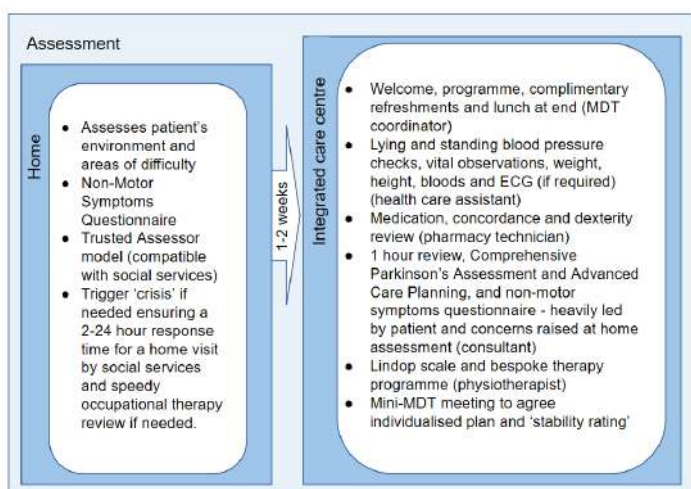 Assessment
Home
● Assesses patient's
environment and
areas of difficulty
● Non-Motor
Symptoms
Questionnaire
● Trusted Assessor
model (compatible
with social services)
● Trigger 'crisis' if
needed ensuring a
2-24 hour response
time for a home visit
by social services
and speedy
occupational therapy
review if needed.
1-2 weeks
Integrated care centre
● Welcome, programme, complimentary
refreshments and lunch at end (MDT
coordinator)
● Lying and standing blood pressure
checks, vital observations, weight,
height, bloods and ECG (if required)
(health care assistant)
● Medication, concordance and dexterity
review (pharmacy technician)
● 1 hour review, Comprehensive
Parkinson's Assessment and Advanced
Care Planning, and non-motor
symptoms questionnaire - heavily led
by patient and concerns raised at home
assessment (consultant)
● Lindop scale and bespoke therapy
programme (physiotherapist)
● Mini-MDT meeting to agree
individualised plan and 'stability rating'